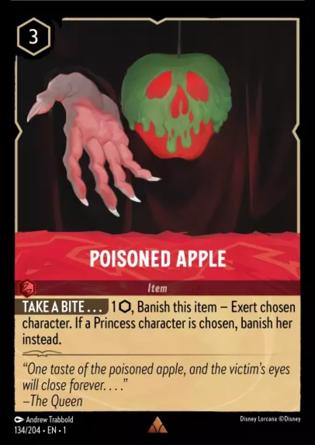 3
POISONED APPLE
Item
TAKE A BITE . . . 1 ⬡, Banish this item – Exert chosen
character. If a Princess character is chosen, banish her
instead.
“One taste of the poisoned apple, and the victim’s eyes
will close forever. . . .”
–The Queen
Andrew Trabbold
Disney Lorcana ©Disney
134/204 • EN • 1